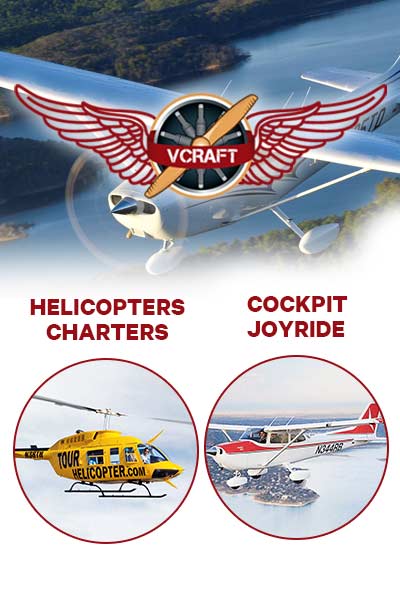 VCRAFT
HELICOPTERS
CHARTERS
COCKPIT
JOYRIDE
TOUR
HELICOPTER.COM
N344RB